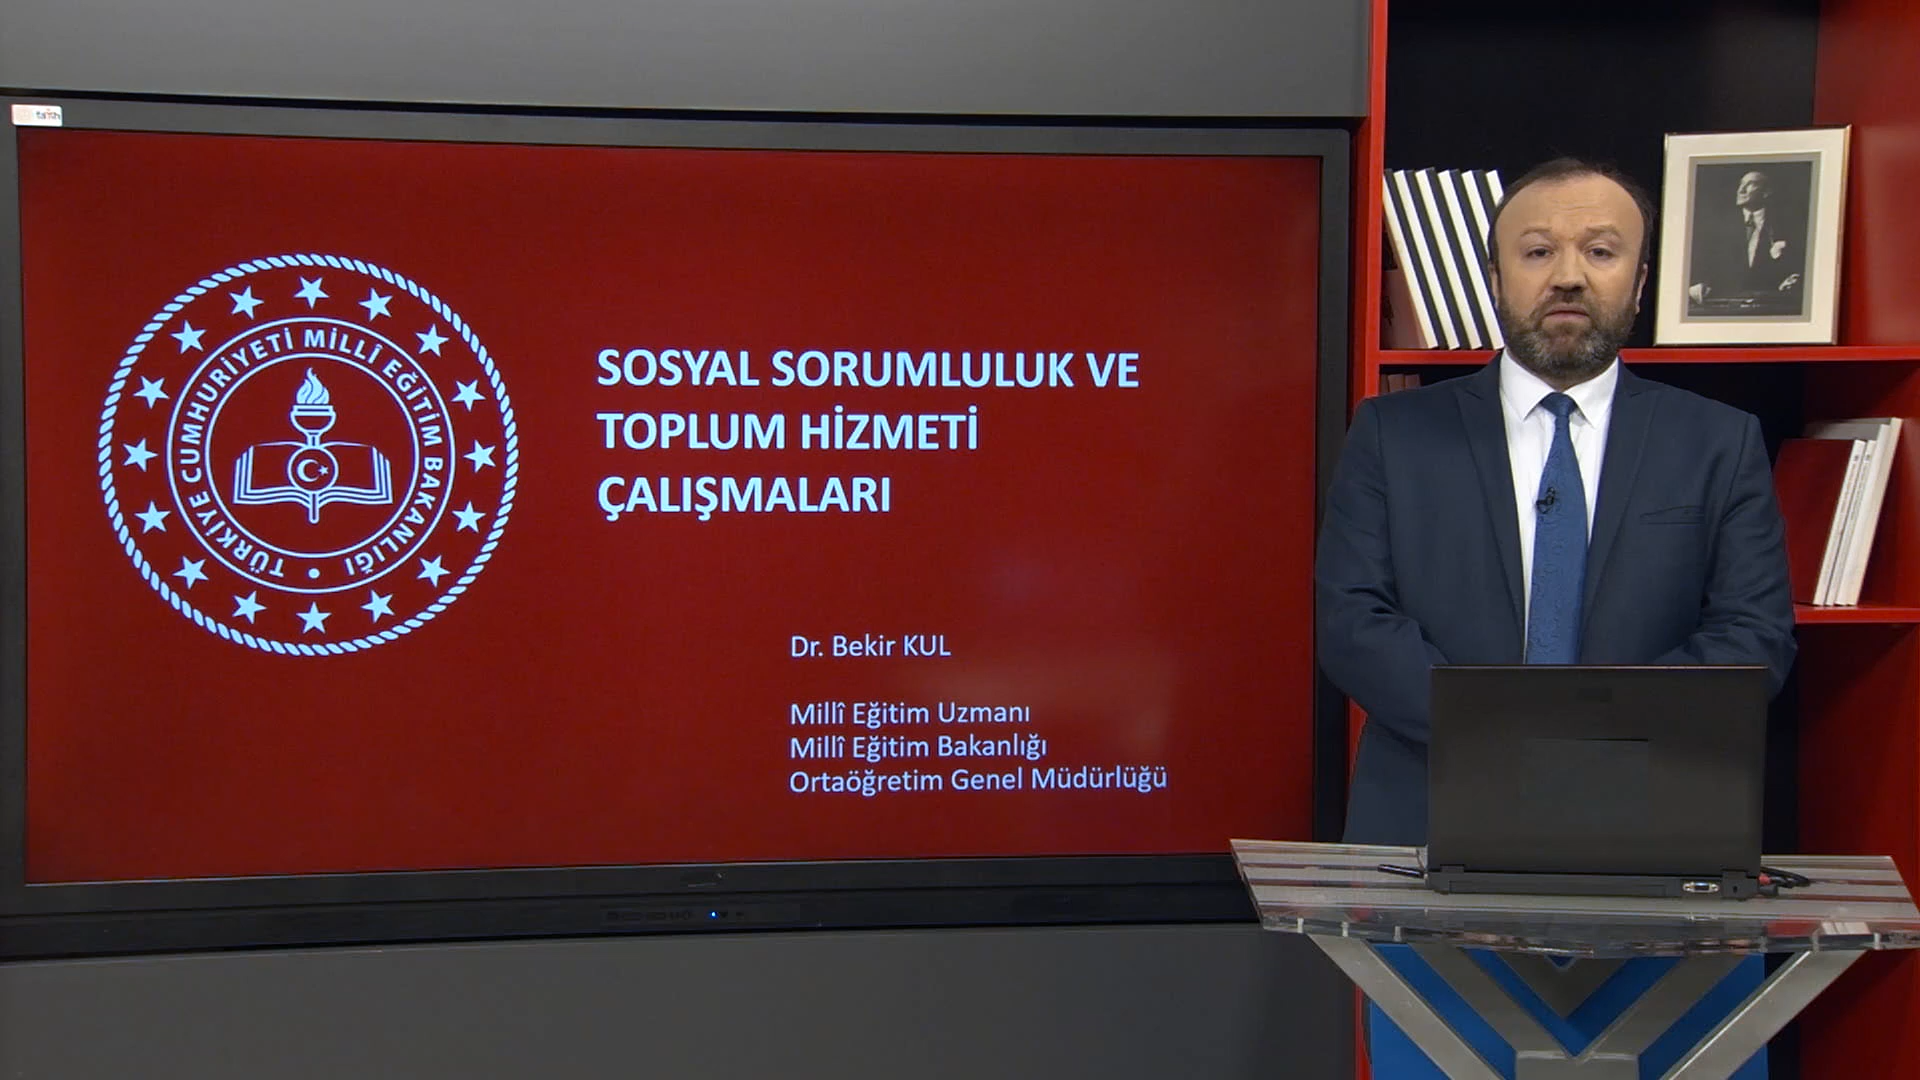 TÜRKİYE CUMHURİYETİ MİLLÎ EĞİTİM BAKANLIĞI
SOSYAL SORUMLULUK VE
TOPLUM HİZMETİ
ÇALIŞMALARI
Dr. Bekir KUL
Millî Eğitim Uzmanı
Millî Eğitim Bakanlığı
Ortaöğretim Genel Müdürlüğü